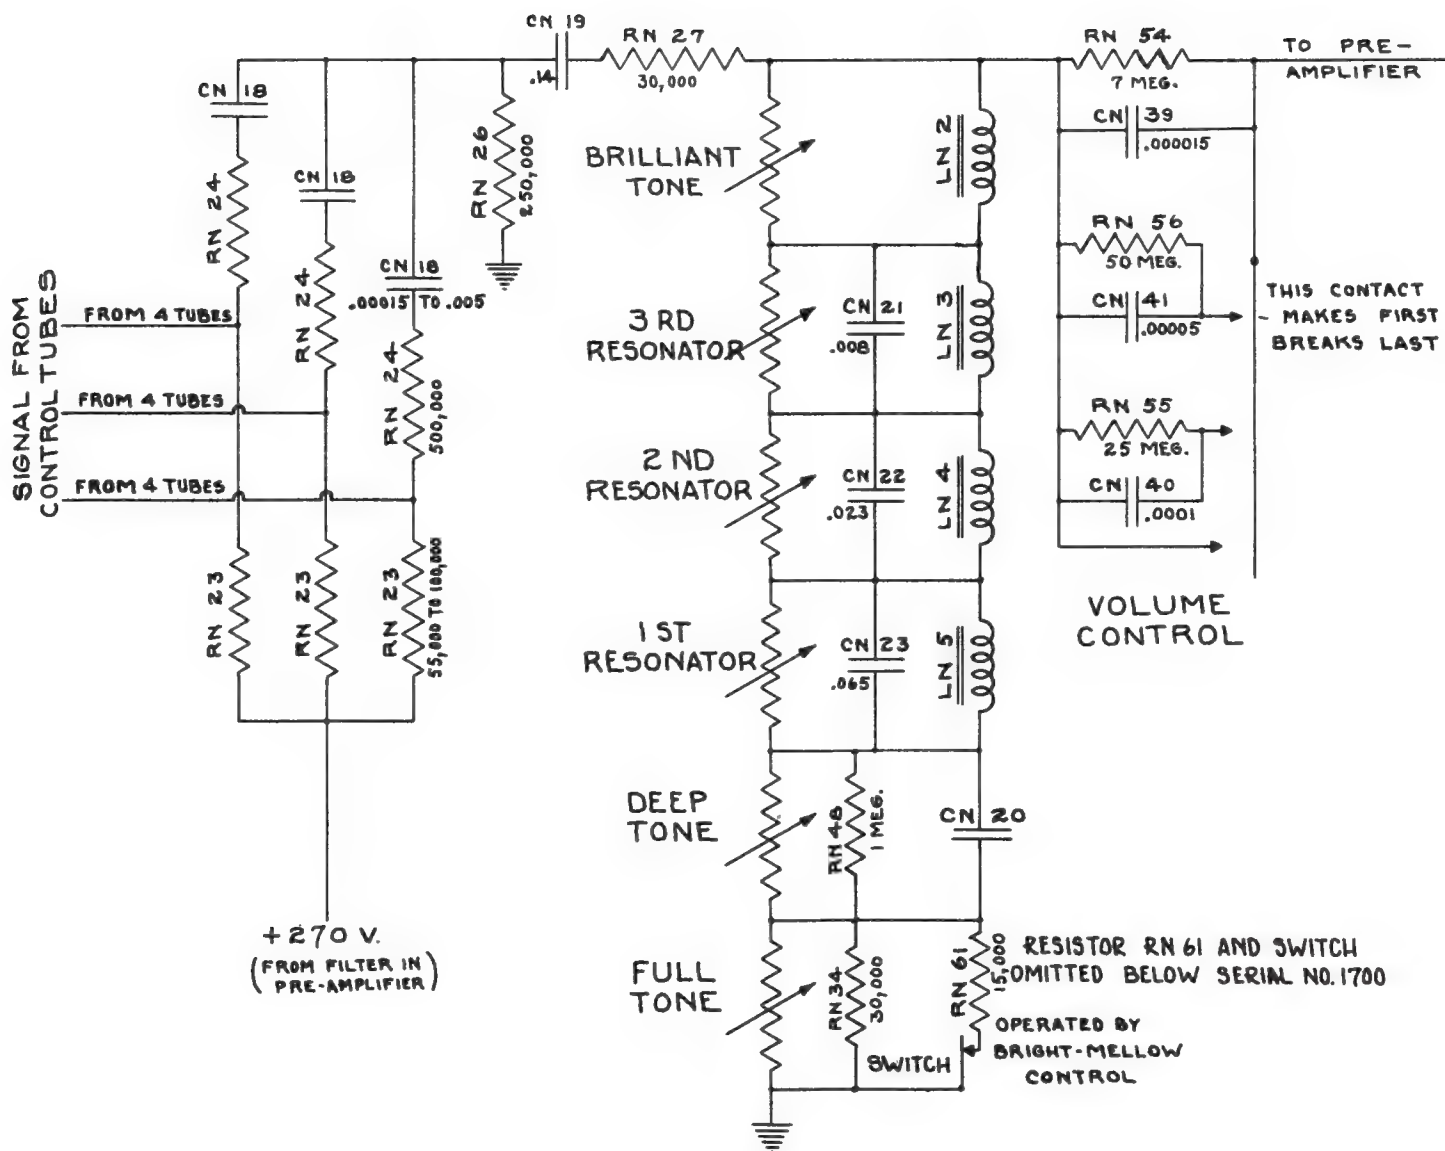 CN 19
.14
RN 27
30,000
RN 54
7 MEG.
TO PRE-
AMPLIFIER
CN 18
RN 24
CN 18
RN 24
CN 18
.00015 TO .005
RN 24
500,000
RN 26
250,000
SIGNAL FROM
CONTROL TUBES
FROM 4 TUBES
FROM 4 TUBES
FROM 4 TUBES
RN 23
RN 23
RN 23
55,000 TO 100,000
+270 V.
(FROM FILTER IN
PRE-AMPLIFIER)
BRILLIANT
TONE
LN 2
3 RD
RESONATOR
CN 21
.008
LN 3
2 ND
RESONATOR
CN 22
.023
LN 4
1 ST
RESONATOR
CN 23
.065
LN 5
DEEP
TONE
RN 48
1 MEG.
CN 20
FULL
TONE
RN 34
30,000
RN 61
15,000
SWITCH
RESISTOR RN 61 AND SWITCH
OMITTED BELOW SERIAL NO. 1700
OPERATED BY
BRIGHT-MELLOW
CONTROL
CN 39
.000015
RN 56
50 MEG.
CN 41
.00005
THIS CONTACT
- MAKES FIRST
BREAKS LAST
RN 55
25 MEG.
CN 40
.0001
VOLUME
CONTROL